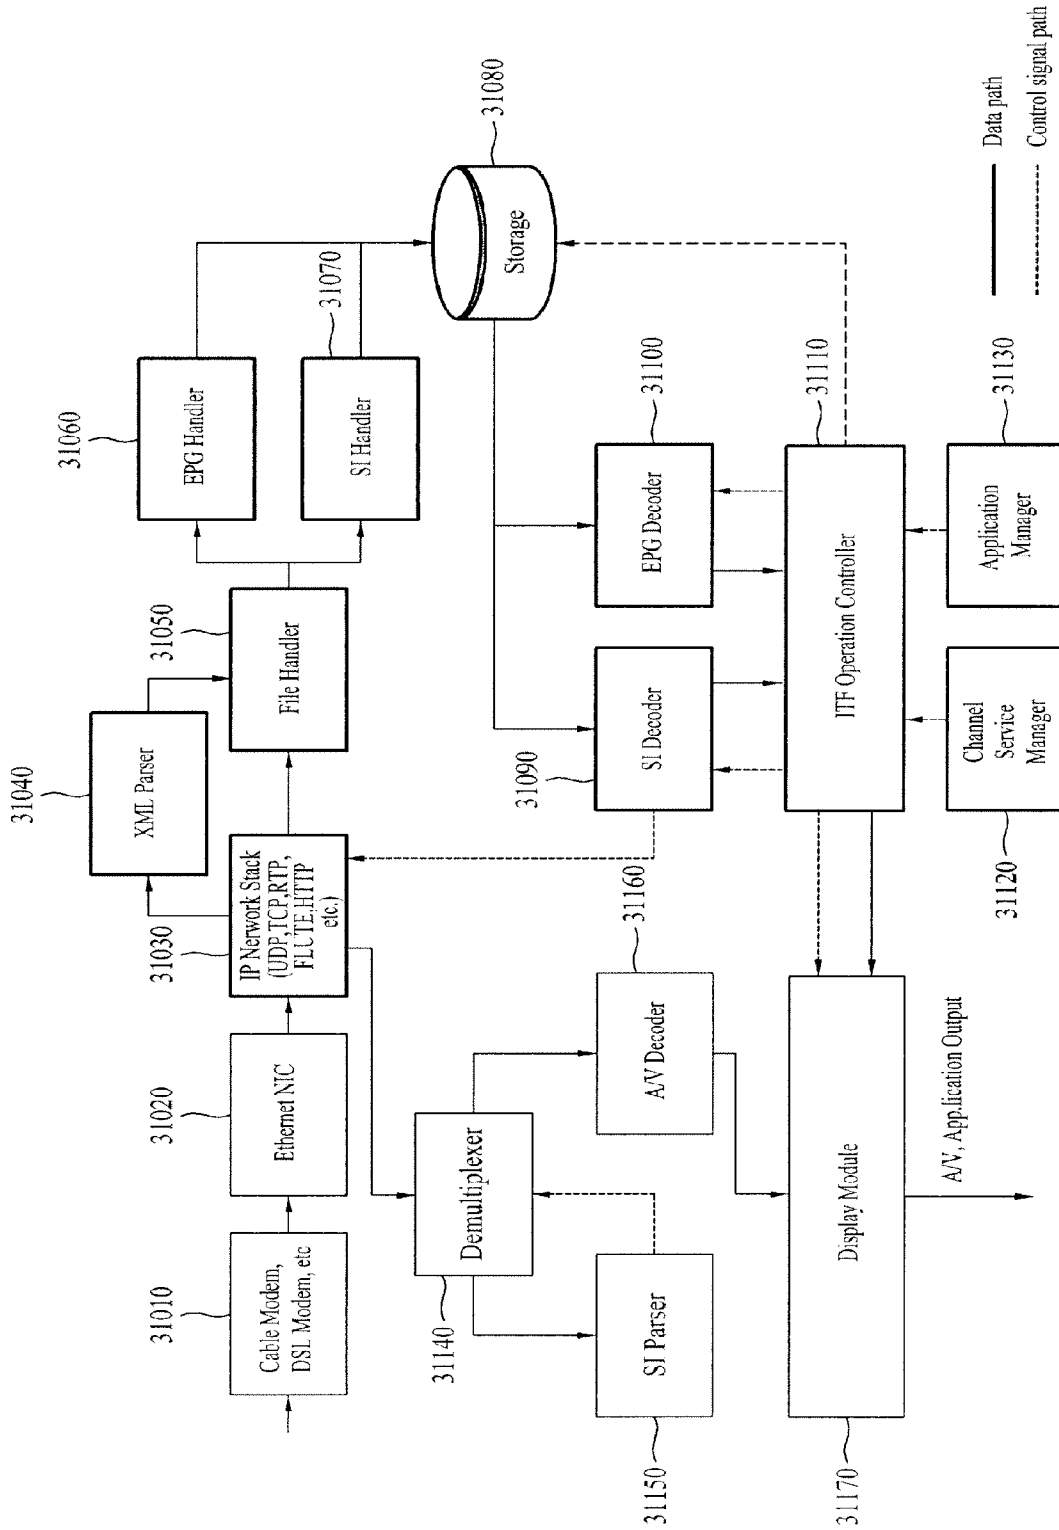 31010
Cable Modem,
DSL Modem, etc
31020
Ethernet NIC
31030
IP Nerwork Stack
(UDP,TCP,RTP,
FLUTE,HTTP
etc.)
31040
XML Parser
31050
File Handler
31060
EPG Handler
31070
SI Handler
31080
Storage
31140
Demultiplexer
31150
SI Parser
31160
A/V Decoder
31090
SI Decoder
31100
EPG Decoder
31170
Display Module
31110
ITF Operation Controller
A/V, App.lication Output
31120
Channel
Service
Manager
31130
Application
Manager
Data path
Control signal path